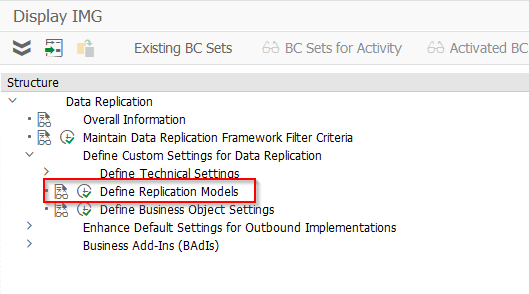 Display IMG
Existing BC Sets
BC Sets for Activity
Activated BC
Structure
Data Replication
Overall Information
Maintain Data Replication Framework Filter Criteria
Define Custom Settings for Data Replication
Define Technical Settings
Define Replication Models
Define Business Object Settings
Enhance Default Settings for Outbound Implementations
Business Add-Ins (BAdIs)